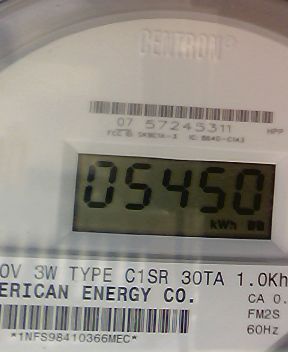 CENTRON®
07 57245311
HPP
05450
kWh
0V 3W TYPE C1SR 30TA 1.0Kh
ERICAN ENERGY CO.
CA 0.
FM2S
60Hz
*1NFS98410366MEC*